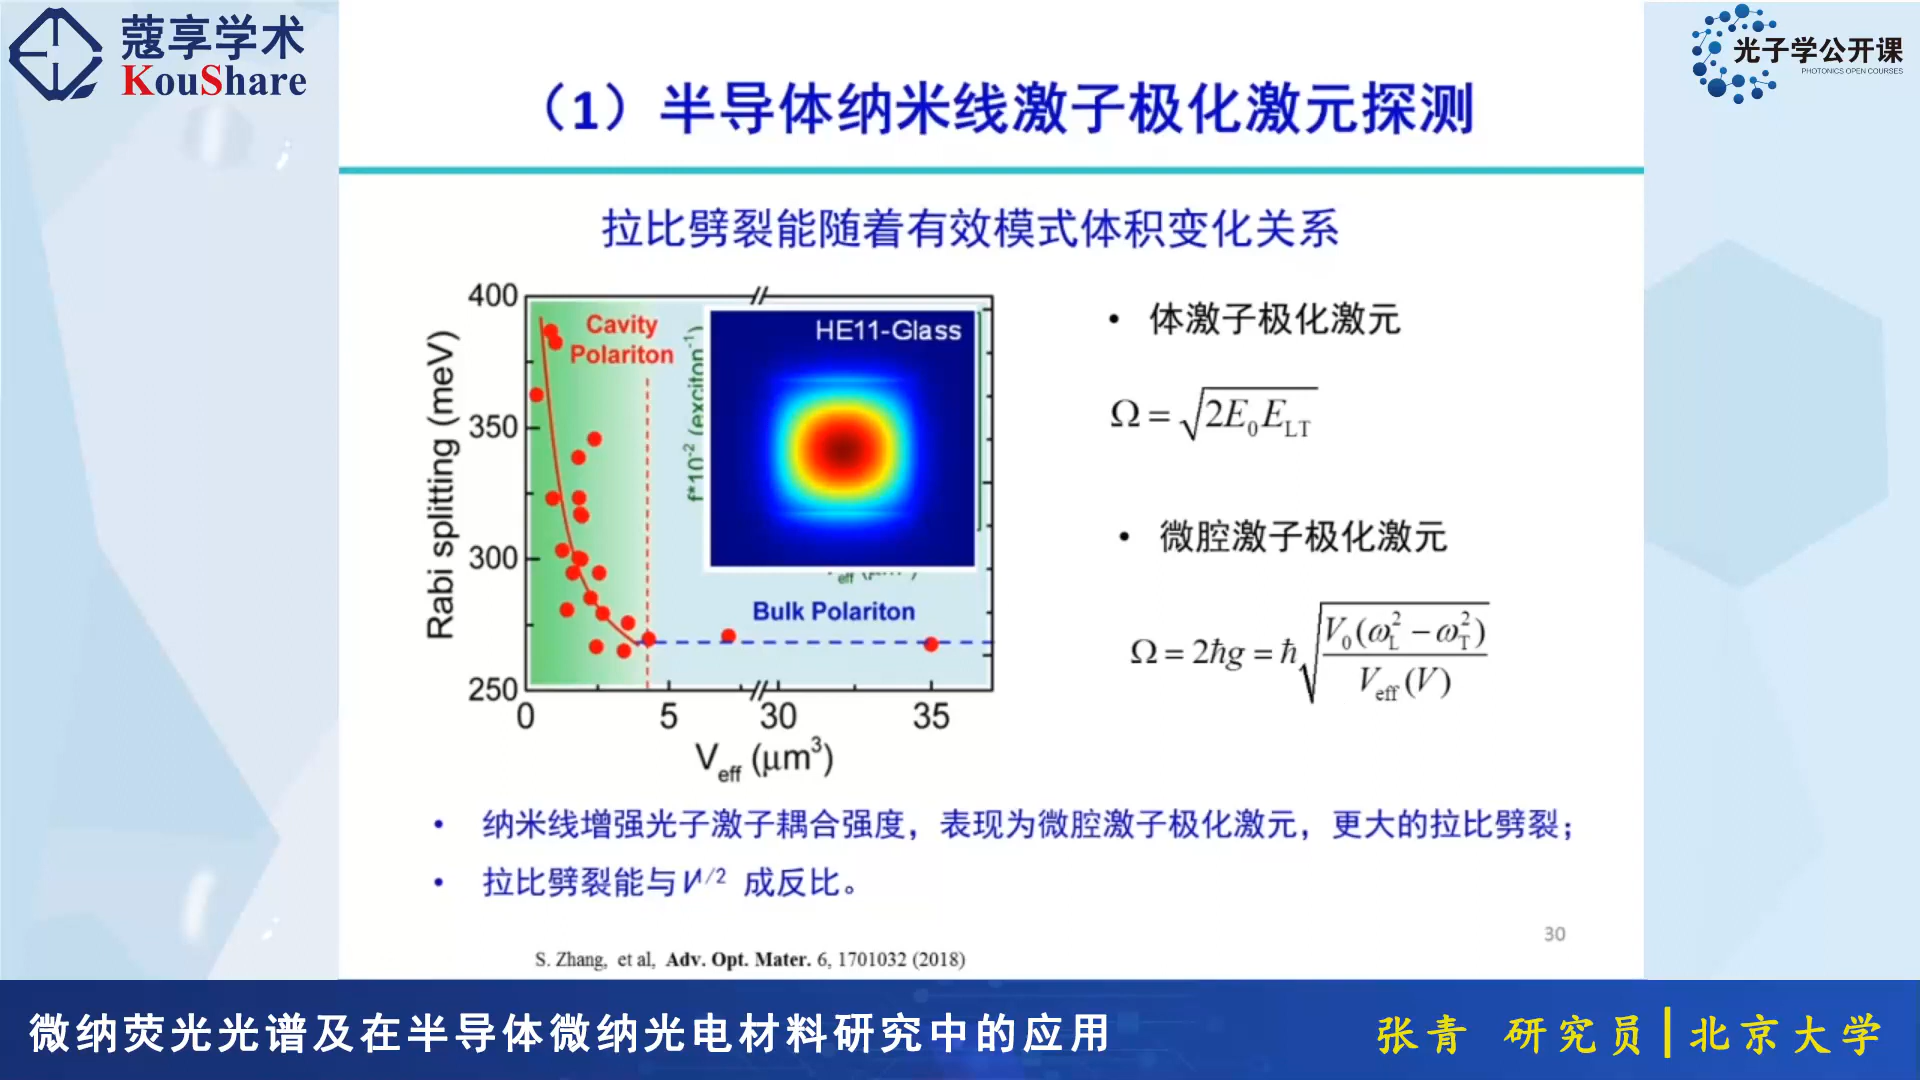 蔻享学术
KouShare
光子学公开课
PHOTONICS OPEN COURSES
（1）半导体纳米线激子极化激元探测
拉比劈裂能随着有效模式体积变化关系
400
350
300
250
Rabi splitting (meV)
Cavity
Polariton
f*10⁻² (exciton⁻¹)
HE11-Glass
Bulk Polariton
0 5 30 35
V_eff (μm³)
• 体激子极化激元
Ω = √(2E₀E_LT)
• 微腔激子极化激元
Ω = 2ħg = ħ√(V₀(ω_L² − ω_T²) / V_eff(V))
• 纳米线增强光子激子耦合强度，表现为微腔激子极化激元，更大的拉比劈裂；
• 拉比劈裂能与V^1/2 成反比。
30
S. Zhang, et al, Adv. Opt. Mater. 6, 1701032 (2018)
微纳荧光光谱及在半导体微纳光电材料研究中的应用
张青 研究员|北京大学